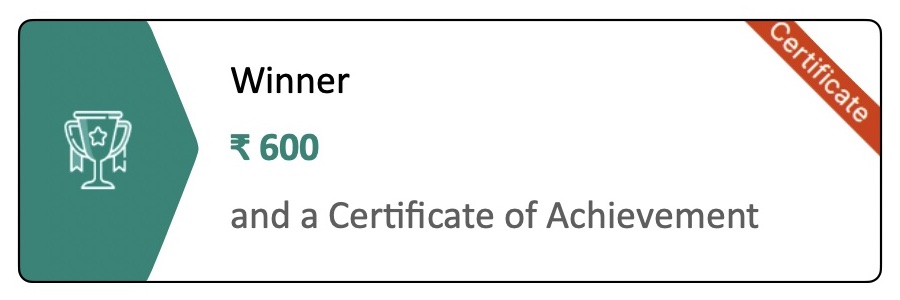 Winner
Certificate
₹ 600
and a Certificate of Achievement